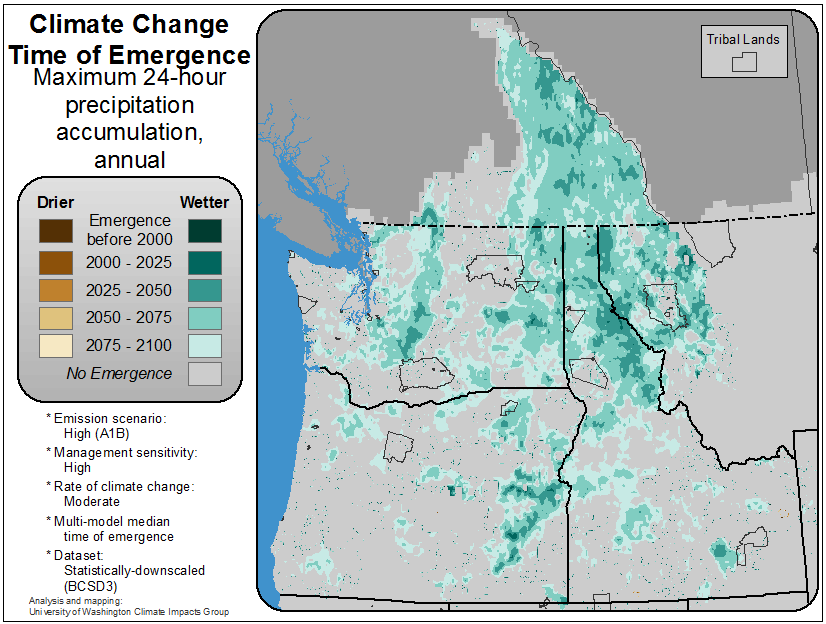 Climate Change
Time of Emergence
Maximum 24-hour
precipitation
accumulation,
annual
Drier
Wetter
Emergence
before 2000
2000 - 2025
2025 - 2050
2050 - 2075
2075 - 2100
No Emergence
* Emission scenario:
High (A1B)
* Management sensitivity:
High
* Rate of climate change:
Moderate
* Multi-model median
time of emergence
* Dataset:
Statistically-downscaled
(BCSD3)
Analysis and mapping:
University of Washington Climate Impacts Group
Tribal Lands